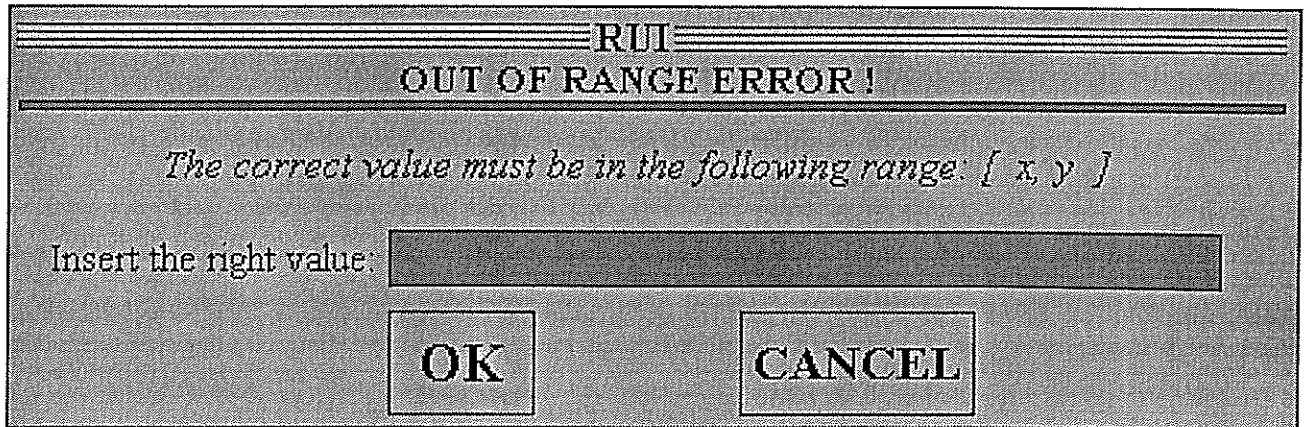 RUI
OUT OF RANGE ERROR !
The correct value must be in the following range: [ x, y ]
Insert the right value:
OK CANCEL